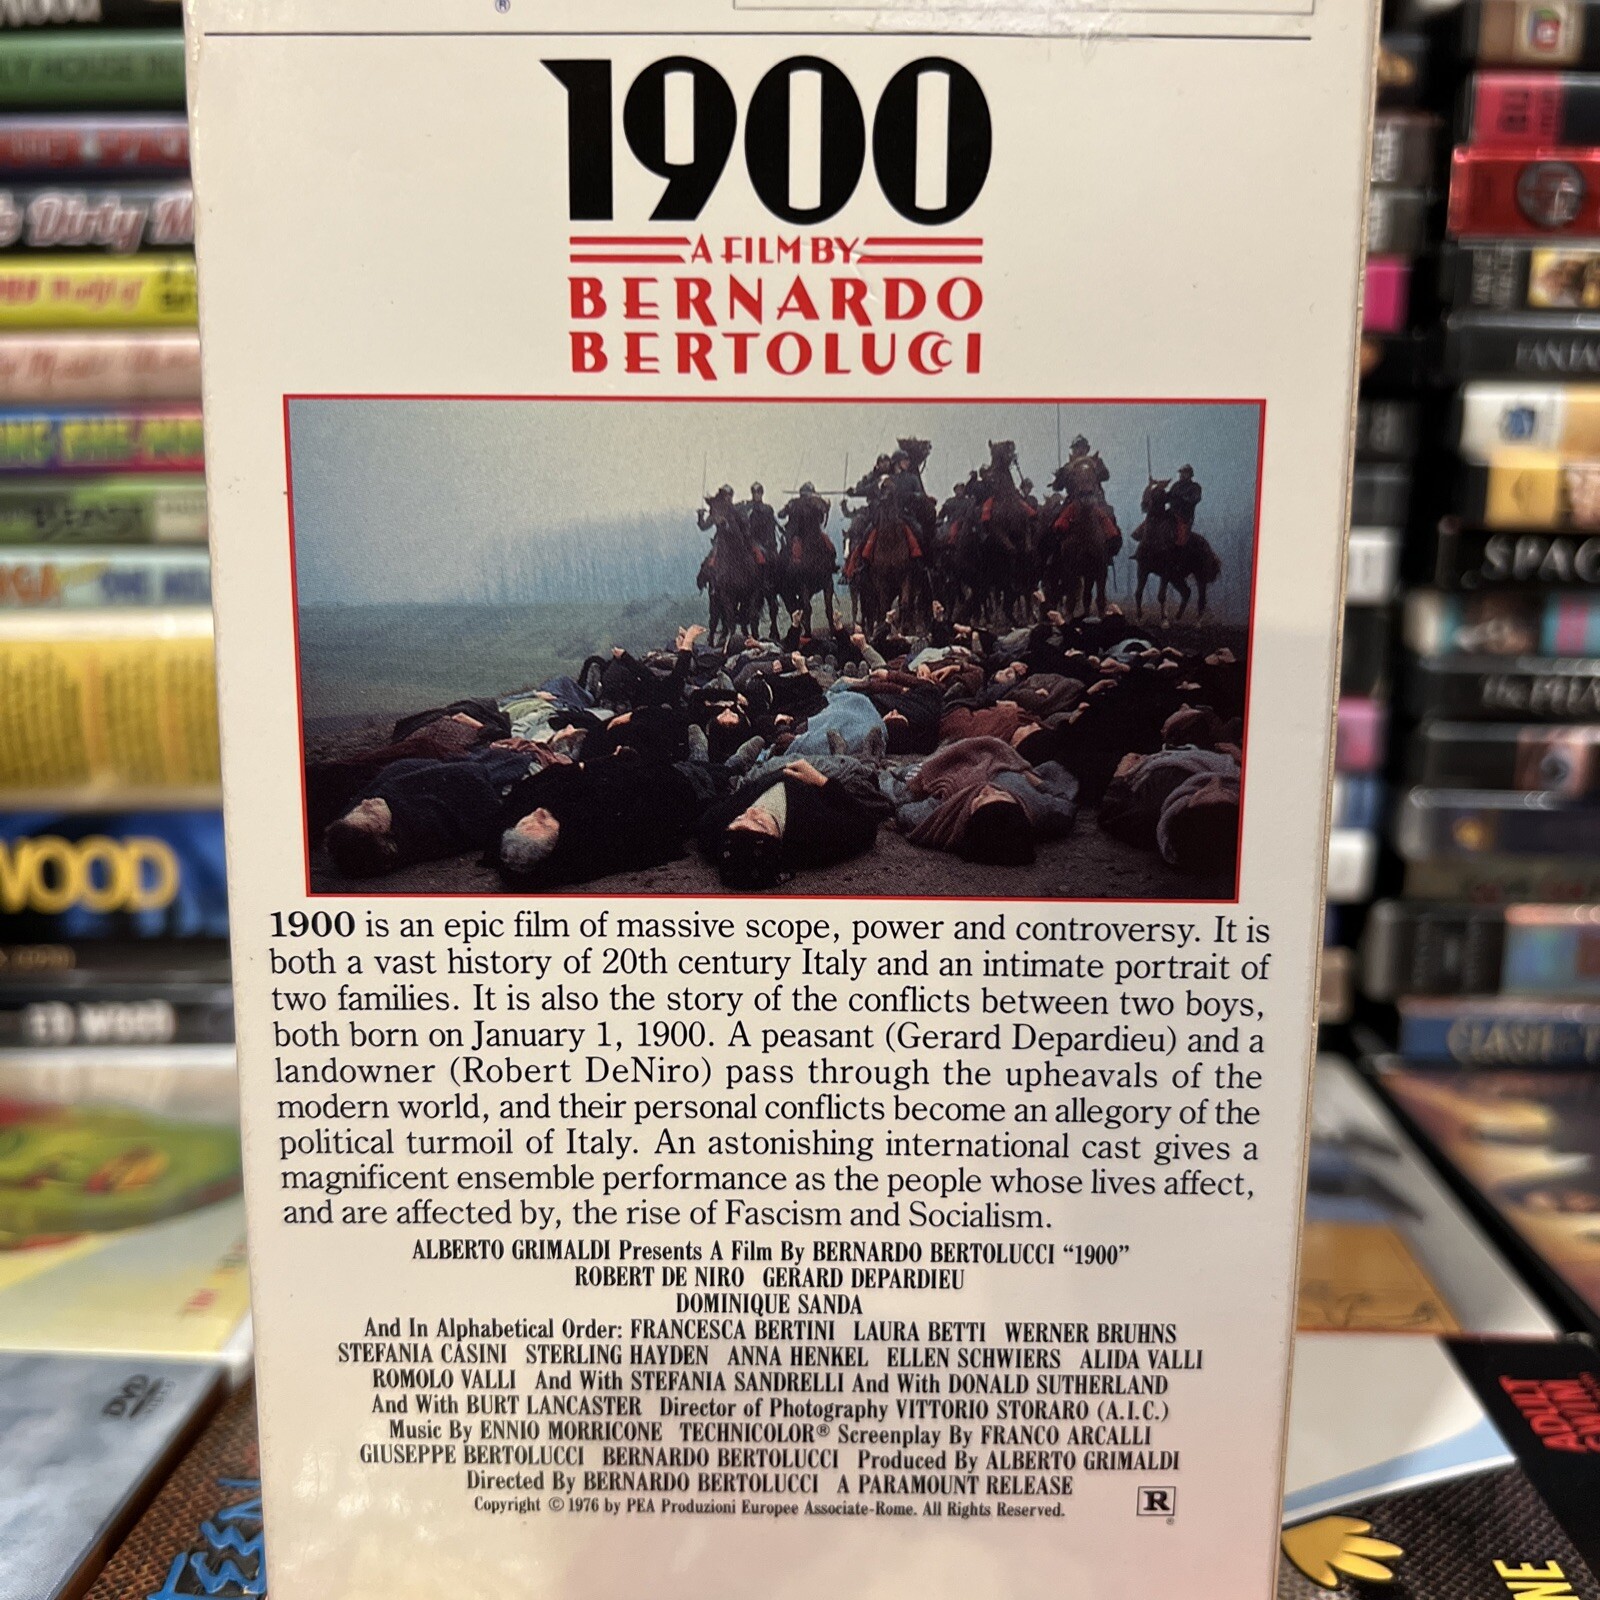 ®
1900
A FILM BY
BERNARDO
BERTOLUCCI
1900 is an epic film of massive scope, power and controversy. It is
both a vast history of 20th century Italy and an intimate portrait of
two families. It is also the story of the conflicts between two boys,
both born on January 1, 1900. A peasant (Gerard Depardieu) and a
landowner (Robert DeNiro) pass through the upheavals of the
modern world, and their personal conflicts become an allegory of the
political turmoil of Italy. An astonishing international cast gives a
magnificent ensemble performance as the people whose lives affect,
and are affected by, the rise of Fascism and Socialism.
ALBERTO GRIMALDI Presents A Film By BERNARDO BERTOLUCCI “1900”
ROBERT DE NIRO GERARD DEPARDIEU
DOMINIQUE SANDA
And In Alphabetical Order: FRANCESCA BERTINI LAURA BETTI WERNER BRUHNS
STEFANIA CASINI STERLING HAYDEN ANNA HENKEL ELLEN SCHWIERS ALIDA VALLI
ROMOLO VALLI And With STEFANIA SANDRELLI And With DONALD SUTHERLAND
And With BURT LANCASTER Director of Photography VITTORIO STORARO (A.I.C.)
Music By ENNIO MORRICONE TECHNICOLOR® Screenplay By FRANCO ARCALLI
GIUSEPPE BERTOLUCCI BERNARDO BERTOLUCCI Produced By ALBERTO GRIMALDI
Directed By BERNARDO BERTOLUCCI A PARAMOUNT RELEASE
Copyright © 1976 by PEA Produzioni Europee Associate-Rome. All Rights Reserved.
R
®
Dirty
WOOD
ED WOOD
DVD
SPAC
ADULT